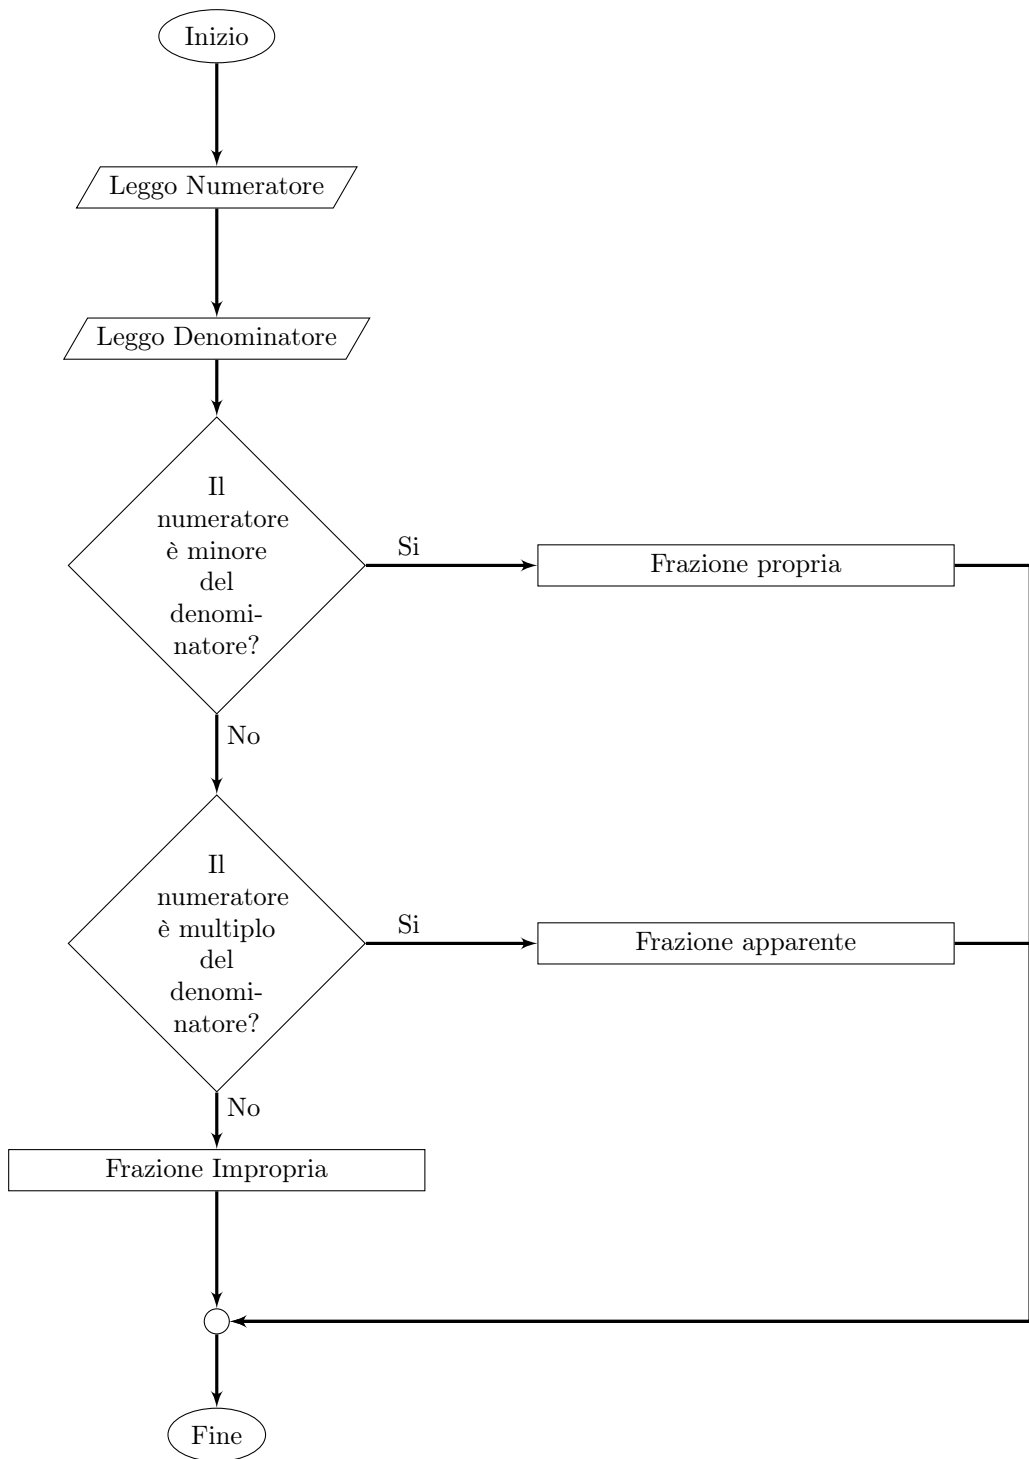 Inizio
Leggo Numeratore
Leggo Denominatore
Il
numeratore
è minore
del
denomi-
natore?
Si
Frazione propria
No
Il
numeratore
è multiplo
del
denomi-
natore?
Si
Frazione apparente
No
Frazione Impropria
Fine